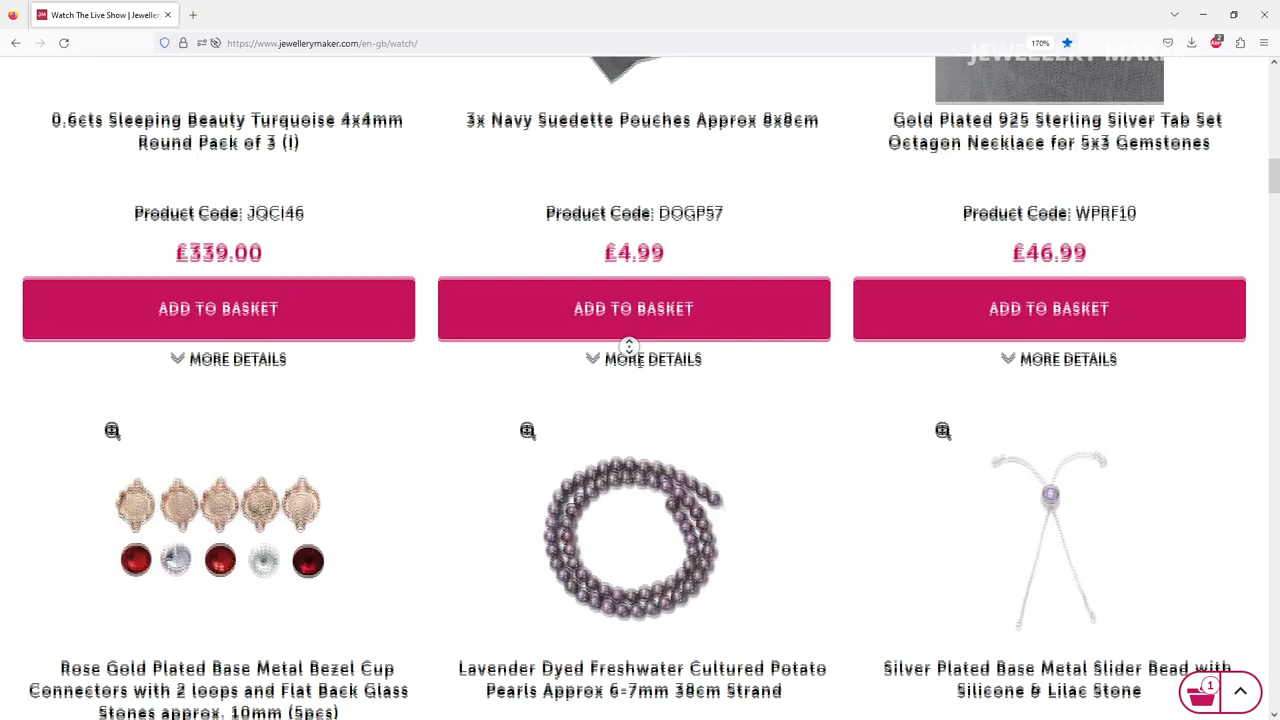 Watch The Live Show | Jeweller
https://www.jewellerymaker.com/en-gb/watch/
170%
2
JEWELLERY MAKER
0.6cts Sleeping Beauty Turquoise 4x4mm
Round Pack of 3 (I)
3x Navy Suedette Pouches Approx 8x8cm
Gold Plated 925 Sterling Silver Tab Set
Octagon Necklace for 5x3 Gemstones
Product Code: JQCI46
Product Code: DOGP57
Product Code: WPRF10
£339.00
£4.99
£46.99
ADD TO BASKET
ADD TO BASKET
ADD TO BASKET
MORE DETAILS
MORE DETAILS
MORE DETAILS
Rose Gold Plated Base Metal Bezel Cup
Connectors with 2 loops and Flat Back Glass
Stones approx. 10mm (5pcs)
Lavender Dyed Freshwater Cultured Potato
Pearls Approx 6-7mm 38cm Strand
Silver Plated Base Metal Slider Bead with
Silicone & Lilac Stone
1